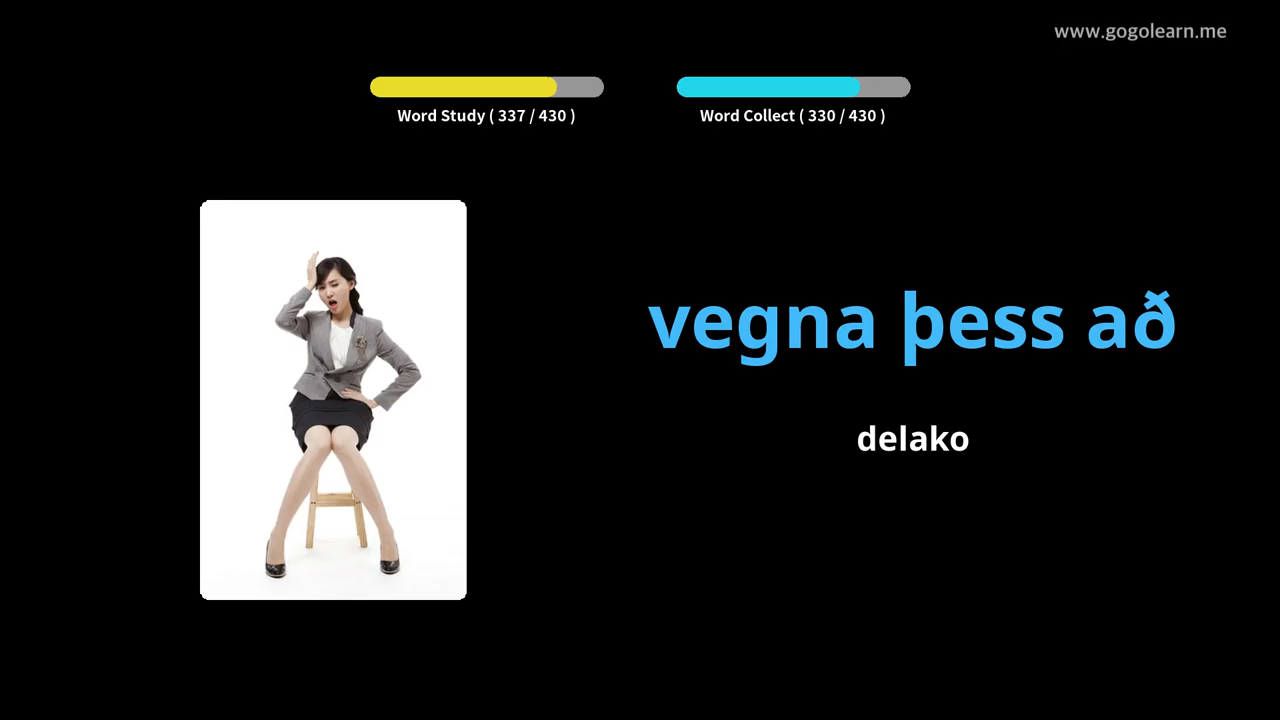 www.gogolearn.me
Word Study ( 337 / 430 )
Word Collect ( 330 / 430 )
vegna þess að
delako